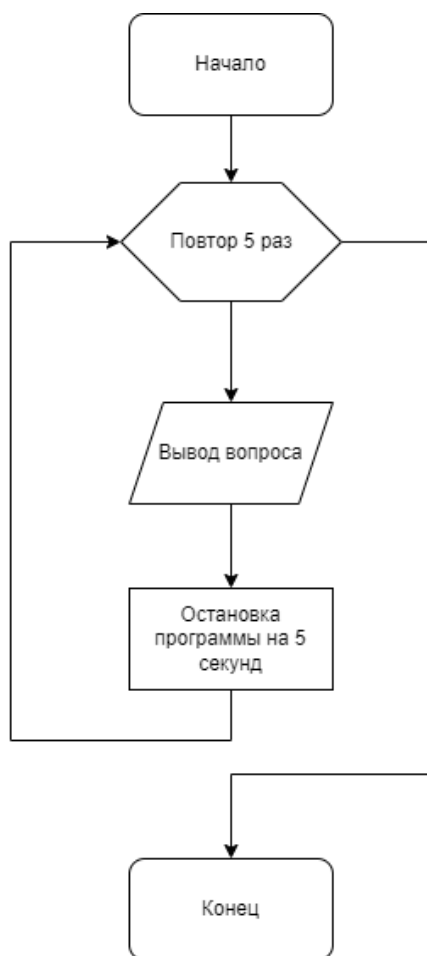 Начало
Повтор 5 раз
Вывод вопроса
Остановка
программы на 5
секунд
Конец